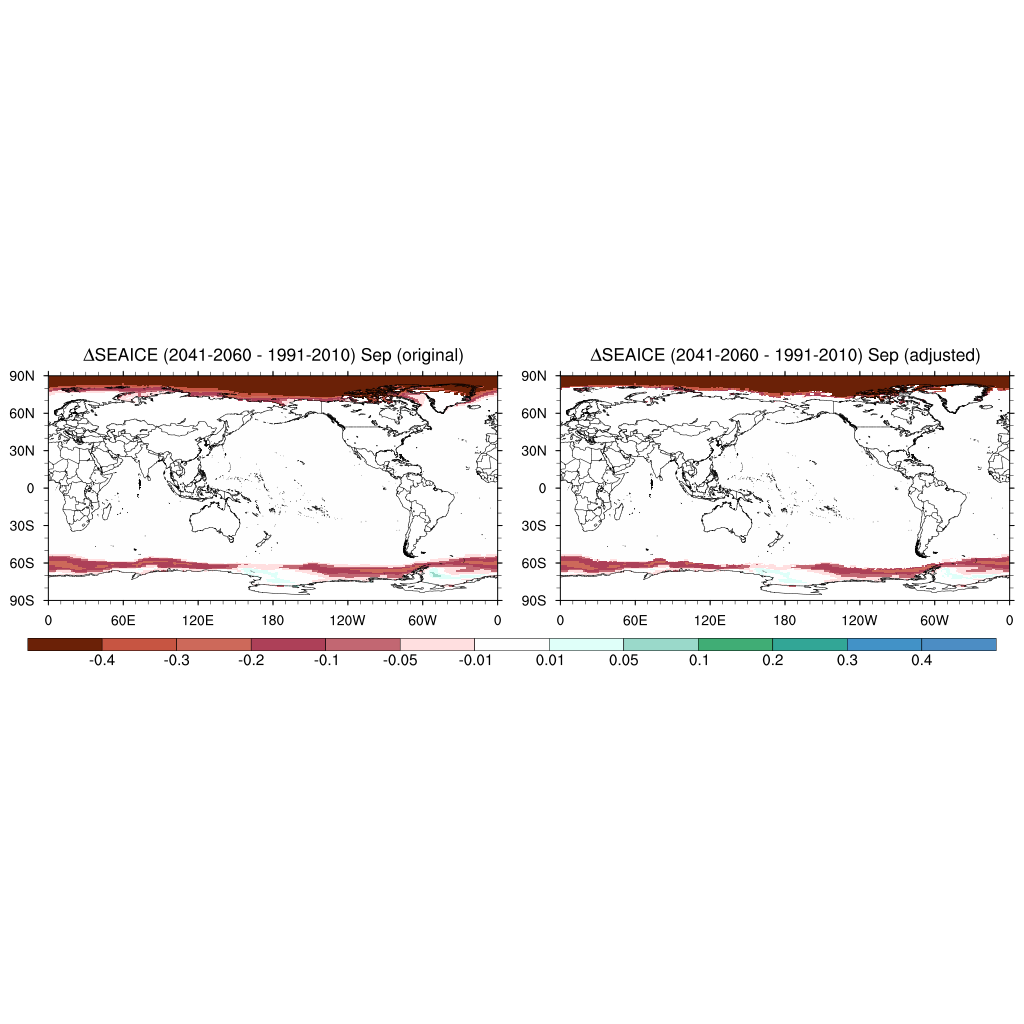 ΔSEAICE (2041-2060 - 1991-2010) Sep (original)
90N
60N
30N
0
30S
60S
90S
0 60E 120E 180 120W 60W 0
ΔSEAICE (2041-2060 - 1991-2010) Sep (adjusted)
90N
60N
30N
0
30S
60S
90S
0 60E 120E 180 120W 60W 0
-0.4 -0.3 -0.2 -0.1 -0.05 -0.01 0.01 0.05 0.1 0.2 0.3 0.4